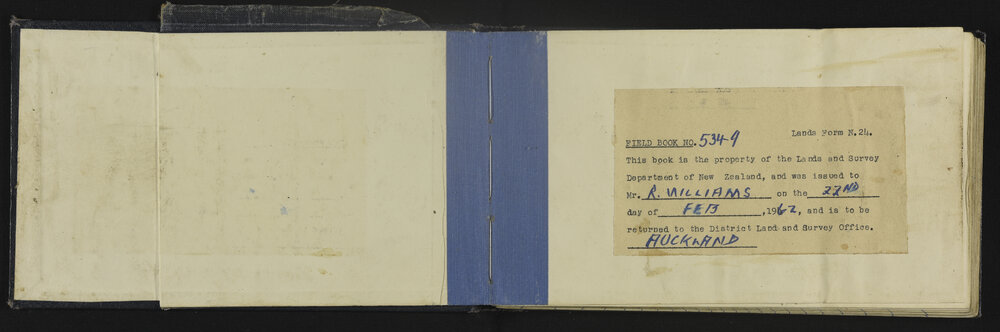 Lands Form N.24.
FIELD BOOK NO. 5349
This book is the property of the Lands and Survey
Department of New Zealand, and was issued to
Mr. R. WILLIAMS on the 22ND
day of FEB ,1962, and is to be
returned to the District Land and Survey Office.
AUCKLAND